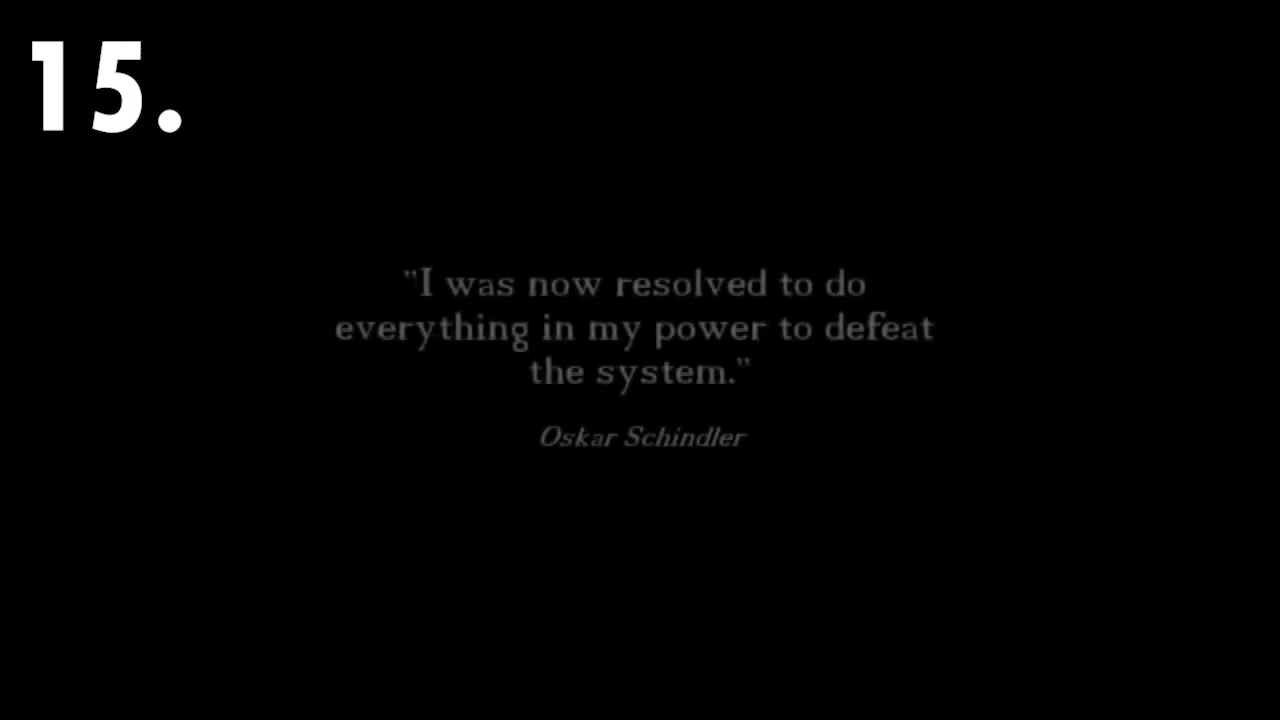 15.
"I was now resolved to do
everything in my power to defeat
the system."
Oskar Schindler